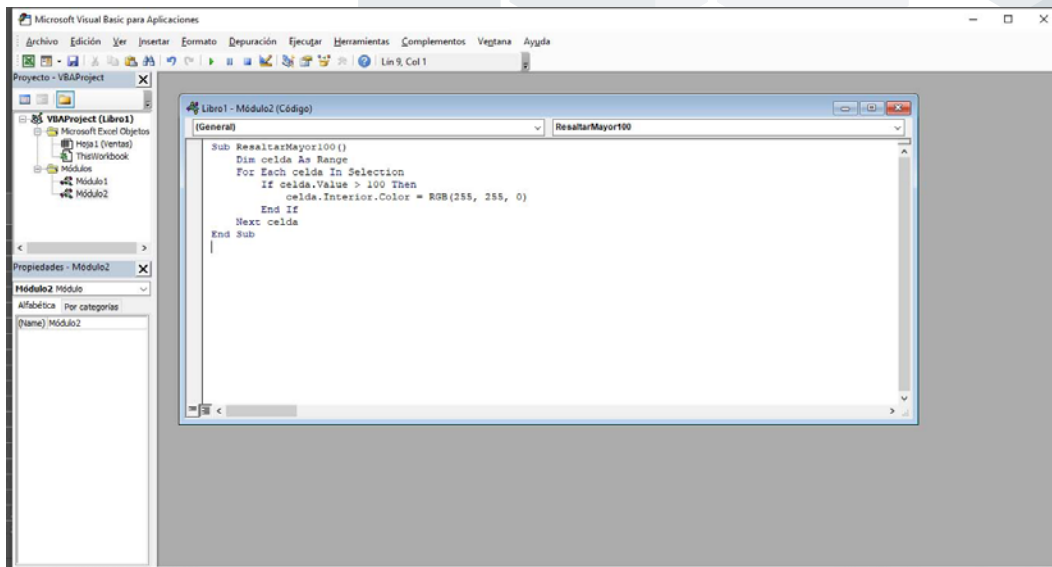 Microsoft Visual Basic para Aplicaciones
Archivo Edición Ver Insertar Formato Depuración Ejecutar Herramientas Complementos Ventana Ayuda
Lín 9, Col 1
Proyecto - VBAProject
VBAProject (Libro1)
Microsoft Excel Objetos
Hoja1 (Ventas)
ThisWorkbook
Módulos
Módulo1
Módulo2
Propiedades - Módulo2
Módulo2 Módulo
Alfabética Por categorías
(Name) Módulo2
Libro1 - Módulo2 (Código)
(General) ResaltarMayor100
Sub ResaltarMayor100()
Dim celda As Range
For Each celda In Selection
If celda.Value > 100 Then
celda.Interior.Color = RGB(255, 255, 0)
End If
Next celda
End Sub